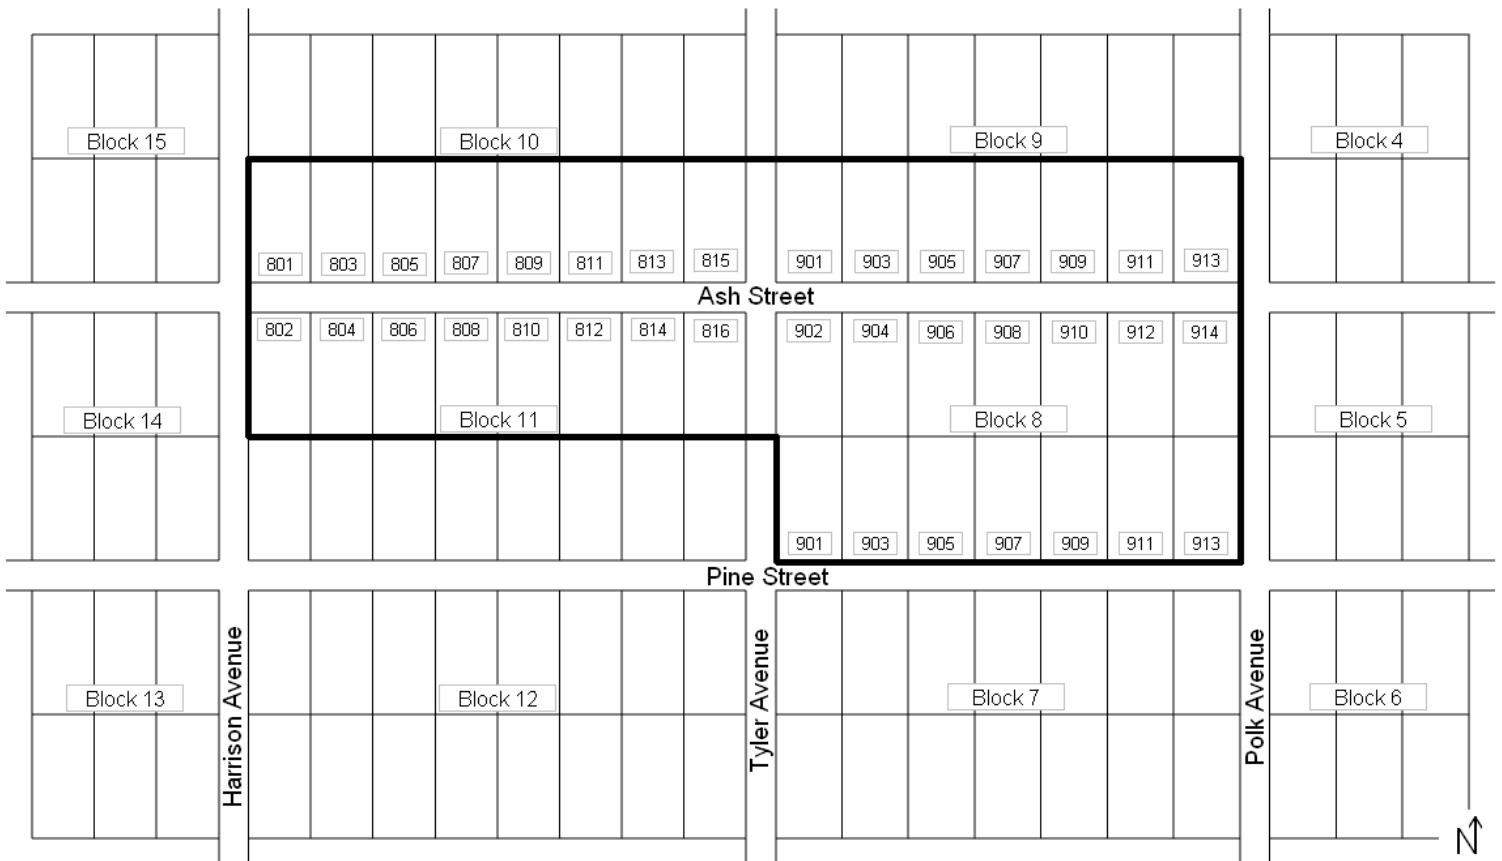 Block 15
Block 10
Block 9
Block 4
801 803 805 807 809 811 813 815 901 903 905 907 909 911 913
Ash Street
802 804 806 808 810 812 814 816 902 904 906 908 910 912 914
Block 14
Block 11
Block 8
Block 5
901 903 905 907 909 911 913
Pine Street
Harrison Avenue
Tyler Avenue
Polk Avenue
Block 13
Block 12
Block 7
Block 6
N